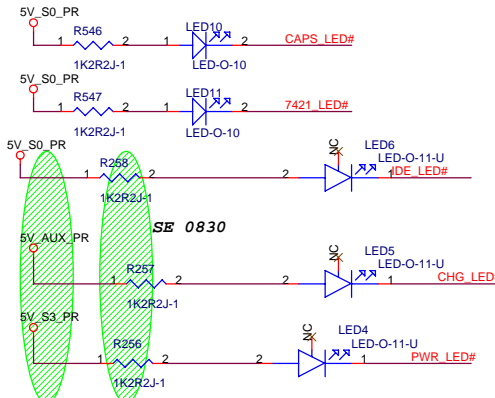 5V_S0_PR
R546
LED10
1 2 1 2 CAPS_LED#
1K2R2J-1 LED-O-10
5V_S0_PR
R547
LED11
1 2 1 2 7421_LED#
1K2R2J-1 LED-O-10
5V_S0_PR
NC LED6
R258 LED-O-11-U
1 2 2 1 IDE_LED#
1K2R2J-1
SE 0830
5V_AUX_PR
NC LED5
R257 LED-O-11-U
1 2 2 1 CHG_LED
1K2R2J-1
5V_S3_PR
NC LED4
R256 LED-O-11-U
1 2 2 1 PWR_LED#
1K2R2J-1